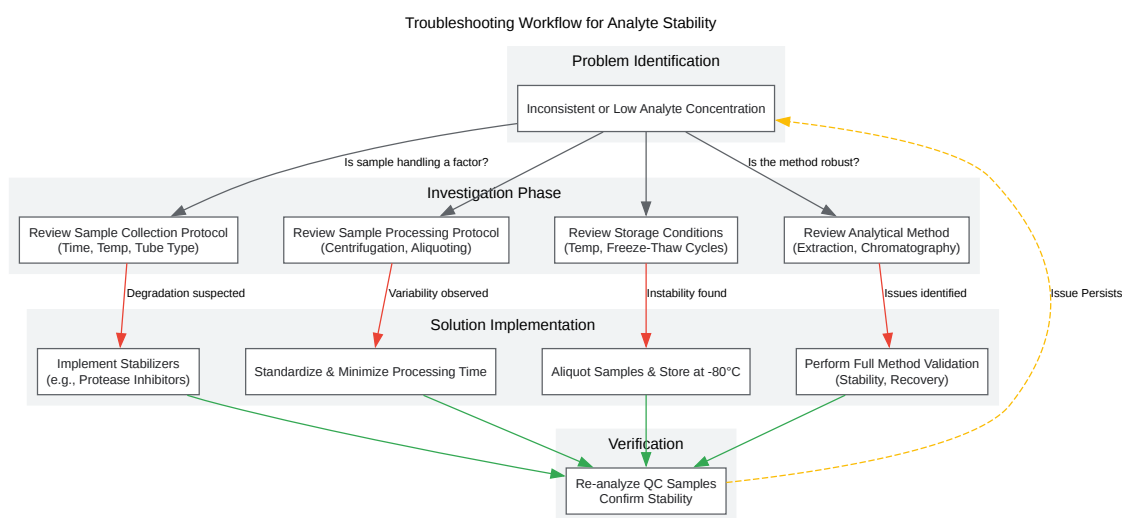 Troubleshooting Workflow for Analyte Stability
Problem Identification
Inconsistent or Low Analyte Concentration
Is sample handling a factor?
Is the method robust?
Investigation Phase
Review Sample Collection Protocol
(Time, Temp, Tube Type)
Review Sample Processing Protocol
(Centrifugation, Aliquoting)
Review Storage Conditions
(Temp, Freeze-Thaw Cycles)
Review Analytical Method
(Extraction, Chromatography)
Degradation suspected
Variability observed
Instability found
Issues identified
Issue Persists
Solution Implementation
Implement Stabilizers
(e.g., Protease Inhibitors)
Standardize & Minimize Processing Time
Aliquot Samples & Store at -80°C
Perform Full Method Validation
(Stability, Recovery)
Verification
Re-analyze QC Samples
Confirm Stability